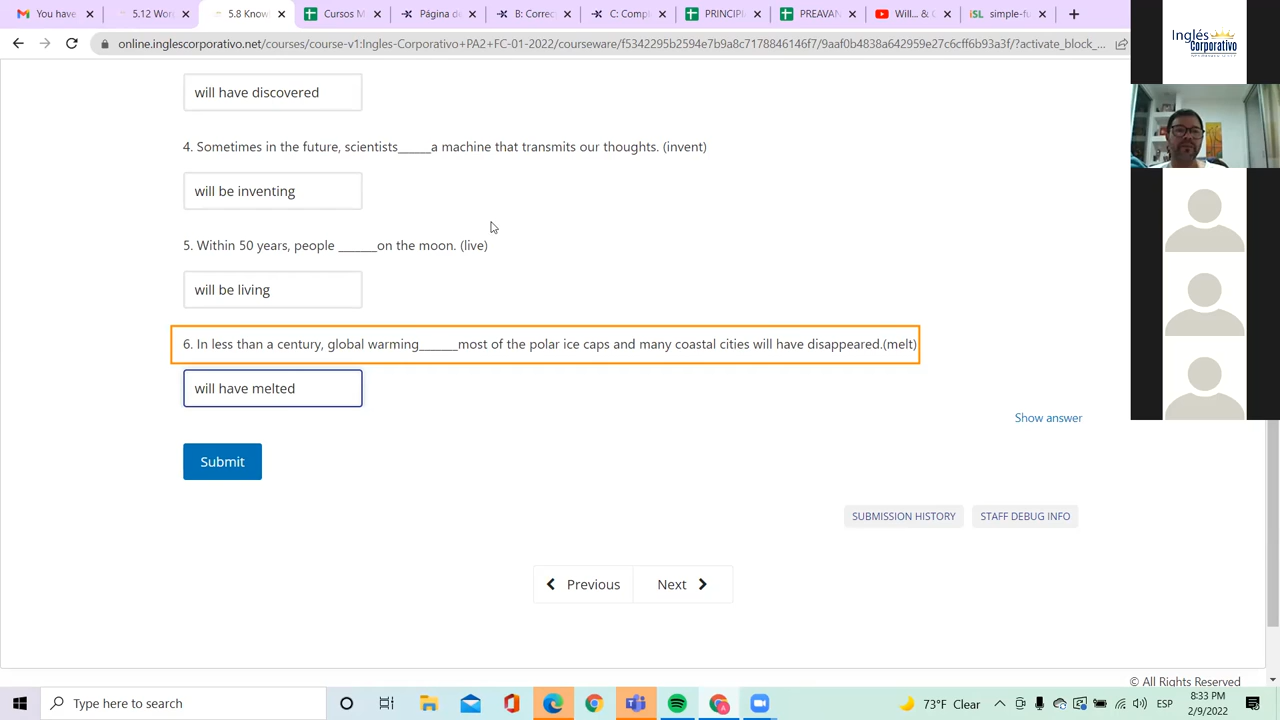 You have
5.12 Wor
5.8 Know
Cursos M
Página
B: Correc
C: Comple
PRINCIPAL
PREAVAN
Will... & G
simple-fu
online.inglescorporativo.net/courses/course-v1:Ingles-Corporativo+PA2+TC-01-2022/courseware/f5342295b2594e7b9a8c7178846146f7/9aaf0b4838a642959e27c6cff6b93a3f/?activate_block_...
Inglés
Corporativo
will have discovered
4. Sometimes in the future, scientists_____a machine that transmits our thoughts. (invent)
will be inventing
5. Within 50 years, people ______on the moon. (live)
will be living
6. In less than a century, global warming______most of the polar ice caps and many coastal cities will have disappeared.(melt)
will have melted
Show answer
Submit
SUBMISSION HISTORY
STAFF DEBUG INFO
Previous
Next
© All Rights Reserved
Type here to search
73°F Clear
ESP
8:33 PM
2/9/2022